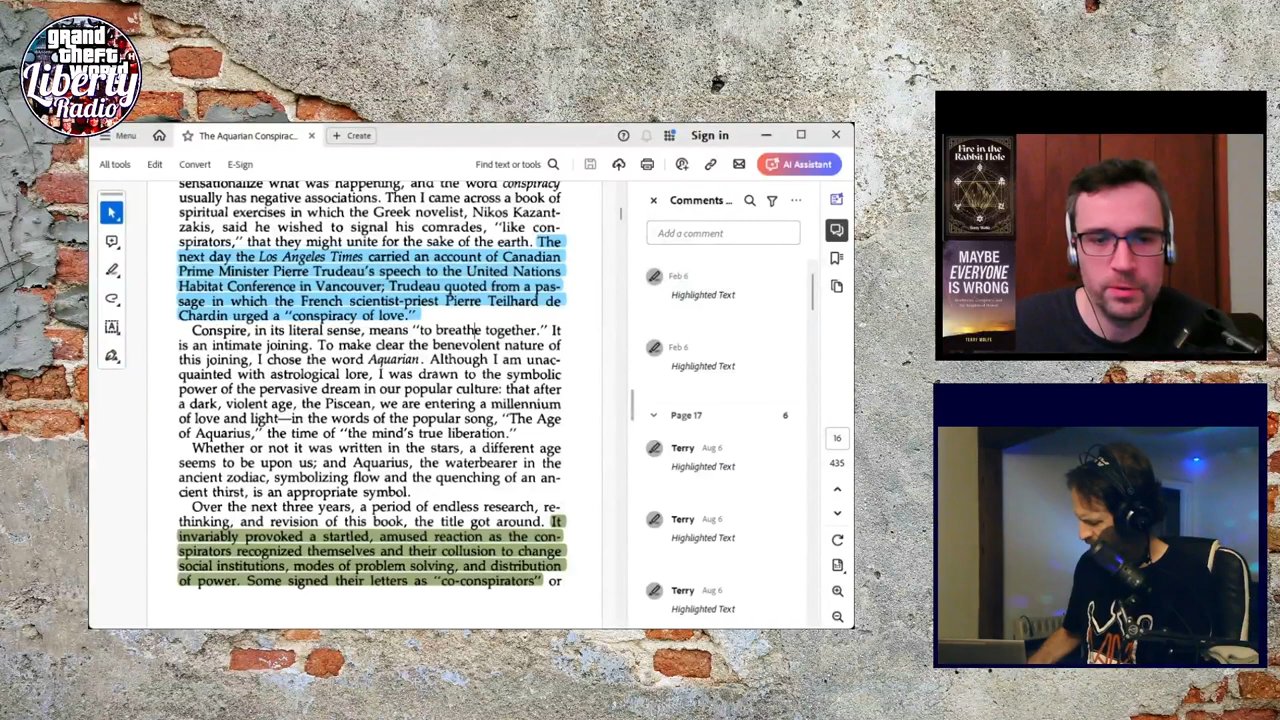 grand
theft
world
Liberty
Radio
Menu
The Aquarian Conspirac...
Create
Sign in
All tools
Edit
Convert
E-Sign
Find text or tools
AI Assistant
sensationalize what was happening, and the word conspiracy
usually has negative associations. Then I came across a book of
spiritual exercises in which the Greek novelist, Nikos Kazant-
zakis, said he wished to signal his comrades, "like con-
spirators," that they might unite for the sake of the earth. The
next day the Los Angeles Times carried an account of Canadian
Prime Minister Pierre Trudeau's speech to the United Nations
Habitat Conference in Vancouver; Trudeau quoted from a pas-
sage in which the French scientist-priest Pierre Teilhard de
Chardin urged a "conspiracy of love."
Conspire, in its literal sense, means "to breathe together." It
is an intimate joining. To make clear the benevolent nature of
this joining, I chose the word Aquarian. Although I am unac-
quainted with astrological lore, I was drawn to the symbolic
power of the pervasive dream in our popular culture: that after
a dark, violent age, the Piscean, we are entering a millennium
of love and light—in the words of the popular song, "The Age
of Aquarius," the time of "the mind's true liberation."
Whether or not it was written in the stars, a different age
seems to be upon us; and Aquarius, the waterbearer in the
ancient zodiac, symbolizing flow and the quenching of an an-
cient thirst, is an appropriate symbol.
Over the next three years, a period of endless research, re-
thinking, and revision of this book, the title got around. It
invariably provoked a startled, amused reaction as the con-
spirators recognized themselves and their collusion to change
social institutions, modes of problem solving, and distribution
of power. Some signed their letters as "co-conspirators" or
Comments ...
Add a comment
Feb 6
Highlighted Text
Feb 6
Highlighted Text
Page 17
6
Terry Aug 6
Highlighted Text
Terry Aug 6
Highlighted Text
Terry Aug 6
Highlighted Text
16
435
Fire in the
Rabbit Hole
MAYBE
EVERYONE
IS WRONG
TERRY WOLFE